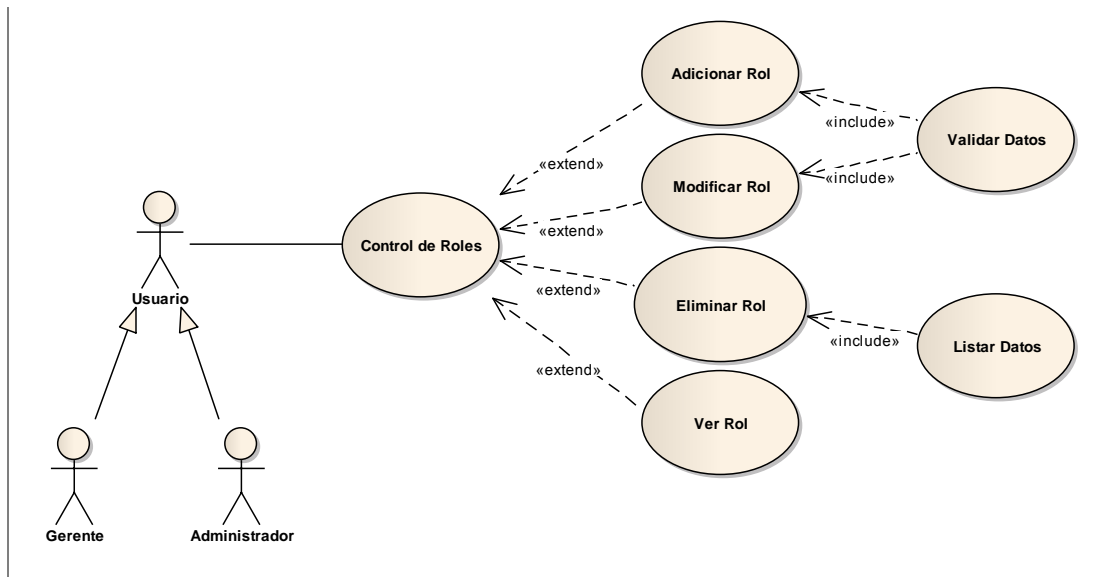 Adicionar Rol
«include»
Validar Datos
«extend»
Modificar Rol
«include»
«extend»
Control de Roles
Usuario
«extend»
Eliminar Rol
«include»
Listar Datos
«extend»
Ver Rol
Gerente
Administrador